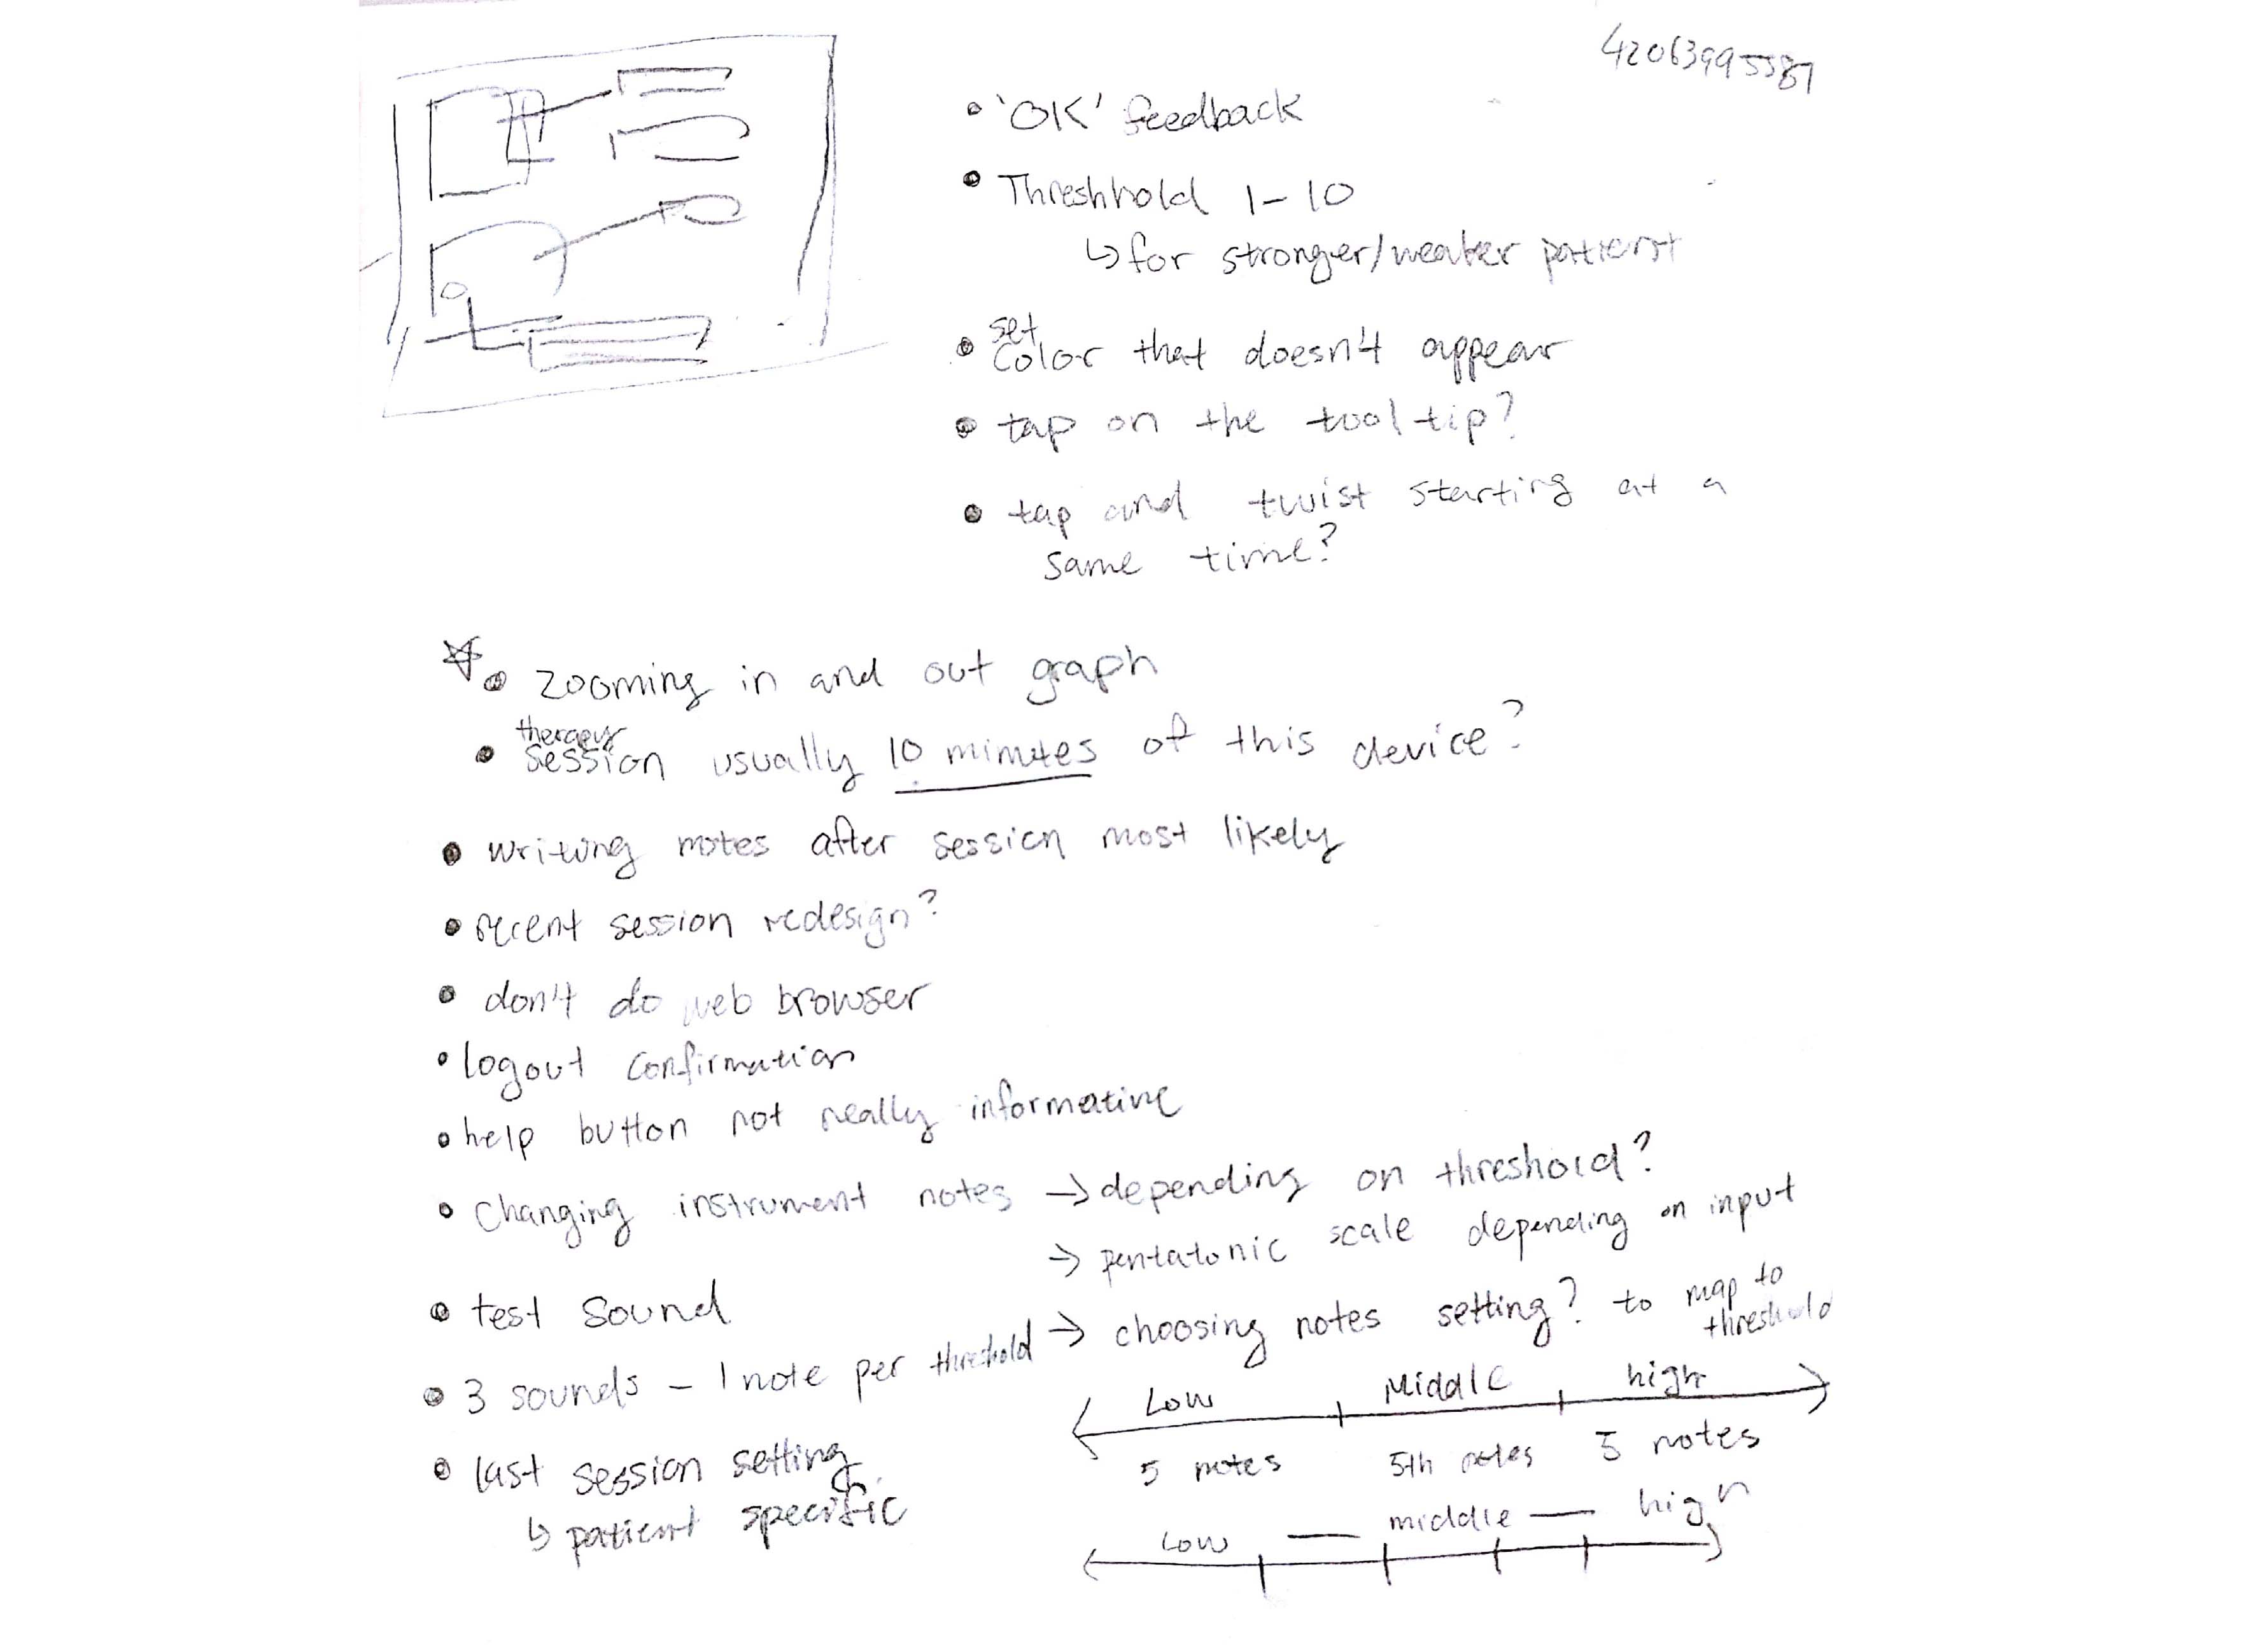 42063995587
• 'OK' feedback
• Threshhold 1-10
↳ for stronger/weaker patient
set
• Color that doesn't appear
• tap on the tooltip?
• tap and twist starting at a
same time?
☆• zooming in and out graph
therapy
• session usually 10 minutes of this device?
• writing notes after session most likely
• recent session redesign?
• don't do web browser
• logout confirmation
• help button not really informative
• Changing instrument notes → depending on threshold?
→ pentatonic scale depending on input
• test sound
→ choosing notes setting? to map to
threshold
• 3 sounds - 1 note per threshold
Low Middle high
5 notes 5th notes 5 notes
• last session setting
↳ patient specific
Low — middle — high